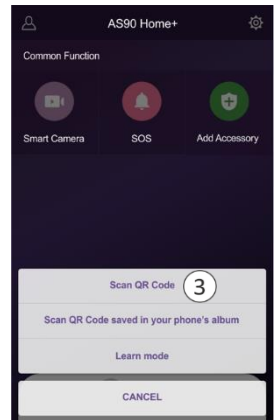 AS90 Home+
Common Function
Smart Camera SOS Add Accessory
Scan QR Code 3
Scan QR Code saved in your phone's album
Learn mode
CANCEL